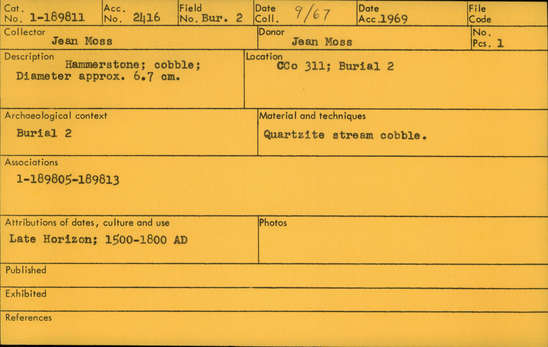 Cat. Acc. Field Date Date File
No. 1-189811 No. 2416 No. Bur. 2 Coll. 9/67 Acc. 1969 Code
Collector Donor No.
Jean Moss Jean Moss Pcs. 1
Description Location
Hammerstone; cobble; CCo 311; Burial 2
Diameter approx. 6.7 cm.
Archaeological context Material and techniques
Burial 2 Quartzite stream cobble.
Associations
1-189805-189813
Attributions of dates, culture and use Photos
Late Horizon; 1500-1800 AD
Published
Exhibited
References